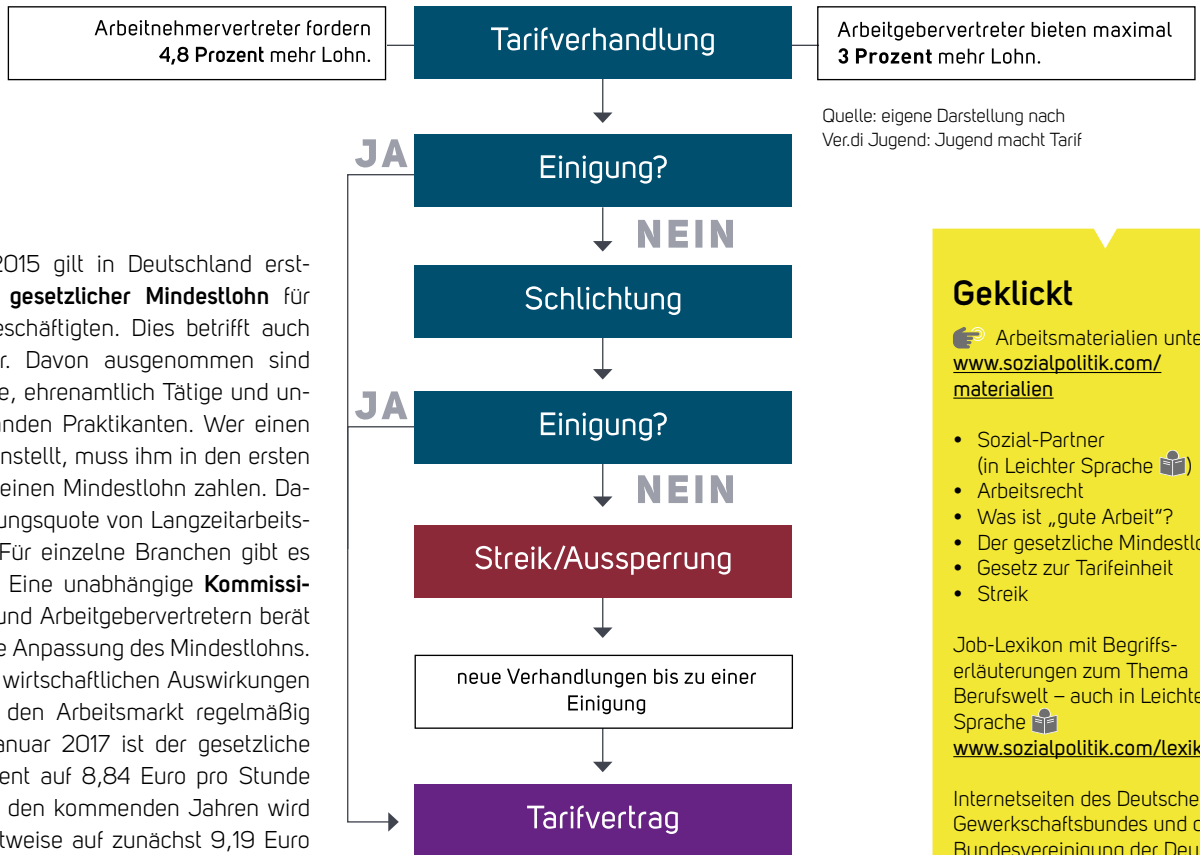 Arbeitnehmervertreter fordern
4,8 Prozent mehr Lohn.
Tarifverhandlung
Arbeitgebervertreter bieten maximal
3 Prozent mehr Lohn.
Quelle: eigene Darstellung nach
Ver.di Jugend: Jugend macht Tarif
JA
Einigung?
NEIN
Schlichtung
JA
Einigung?
NEIN
Streik/Aussperrung
neue Verhandlungen bis zu einer
Einigung
Tarifvertrag
2015 gilt in Deutschland erst-
gesetzlicher Mindestlohn für
eschäftigten. Dies betrifft auch
r. Davon ausgenommen sind
e, ehrenamtlich Tätige und un-
anden Praktikanten. Wer einen
nstellt, muss ihm in den ersten
einen Mindestlohn zahlen. Da-
ungsquote von Langzeitarbeits-
Für einzelne Branchen gibt es
Eine unabhängige Kommissi-
und Arbeitgebervertretern berät
e Anpassung des Mindestlohns.
wirtschaftlichen Auswirkungen
den Arbeitsmarkt regelmäßig
anuar 2017 ist der gesetzliche
ent auf 8,84 Euro pro Stunde
den kommenden Jahren wird
tweise auf zunächst 9,19 Euro
Geklickt
Arbeitsmaterialien unte
www.sozialpolitik.com/
materialien
• Sozial-Partner
(in Leichter Sprache)
• Arbeitsrecht
• Was ist „gute Arbeit“?
• Der gesetzliche Mindestlo
• Gesetz zur Tarifeinheit
• Streik
Job-Lexikon mit Begriffs-
erläuterungen zum Thema
Berufswelt – auch in Leichte
Sprache
www.sozialpolitik.com/lexik
Internetseiten des Deutsche
Gewerkschaftsbundes und d
Bundesvereinigung der Deut